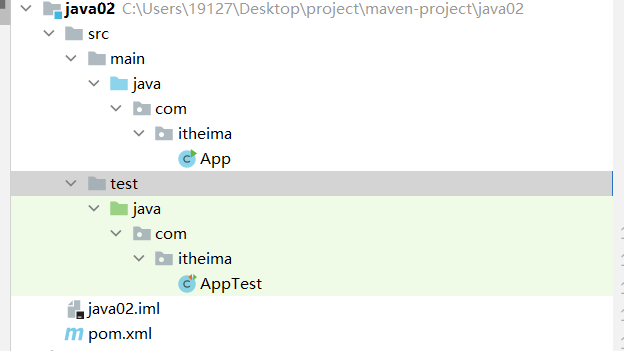 java02 C:\Users\19127\Desktop\project\maven-project\java02
src
main
java
com
itheima
App
test
java
com
itheima
AppTest
java02.iml
pom.xml